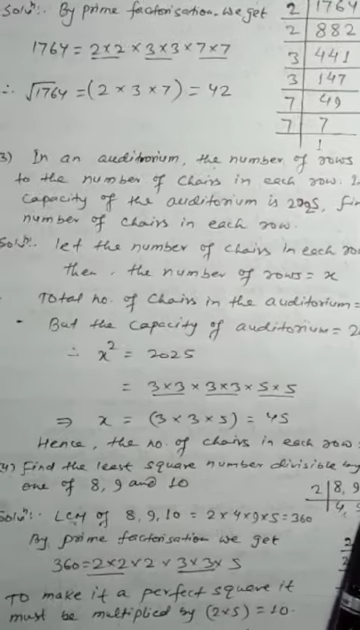 Soluⁿ:- By prime factorisation. we get
1764 = 2×2 × 3×3 × 7×7
∴ √1764 = (2 × 3 × 7) = 42
2 | 1764
2 | 882
3 | 441
3 | 147
7 | 49
7 | 7
1
3) In an auditorium, the number of rows
to the number of chairs in each row.
capacity of the auditorium is 2025,
number of chairs in each row.
Soluⁿ:- let the number of chairs in each
then, the number of rows = x
Total no. of chairs in the auditorium =
But the capacity of auditorium =
∴ x² = 2025
= 3×3 × 3×3 × 5×5
⇒ x = (3 × 3 × 5) = 45
Hence, the no. of chairs in each row
(4) Find the least square number divisible by
one of 8, 9 and 10
2 | 8, 9
4, 9
Soluⁿ:- LCM of 8, 9, 10 = 2×4×9×5 = 360
By prime factorisation we get
360 = 2×2×2 × 3×3 × 5
To make it a perfect square it
must be multiplied by (2×5) = 10.